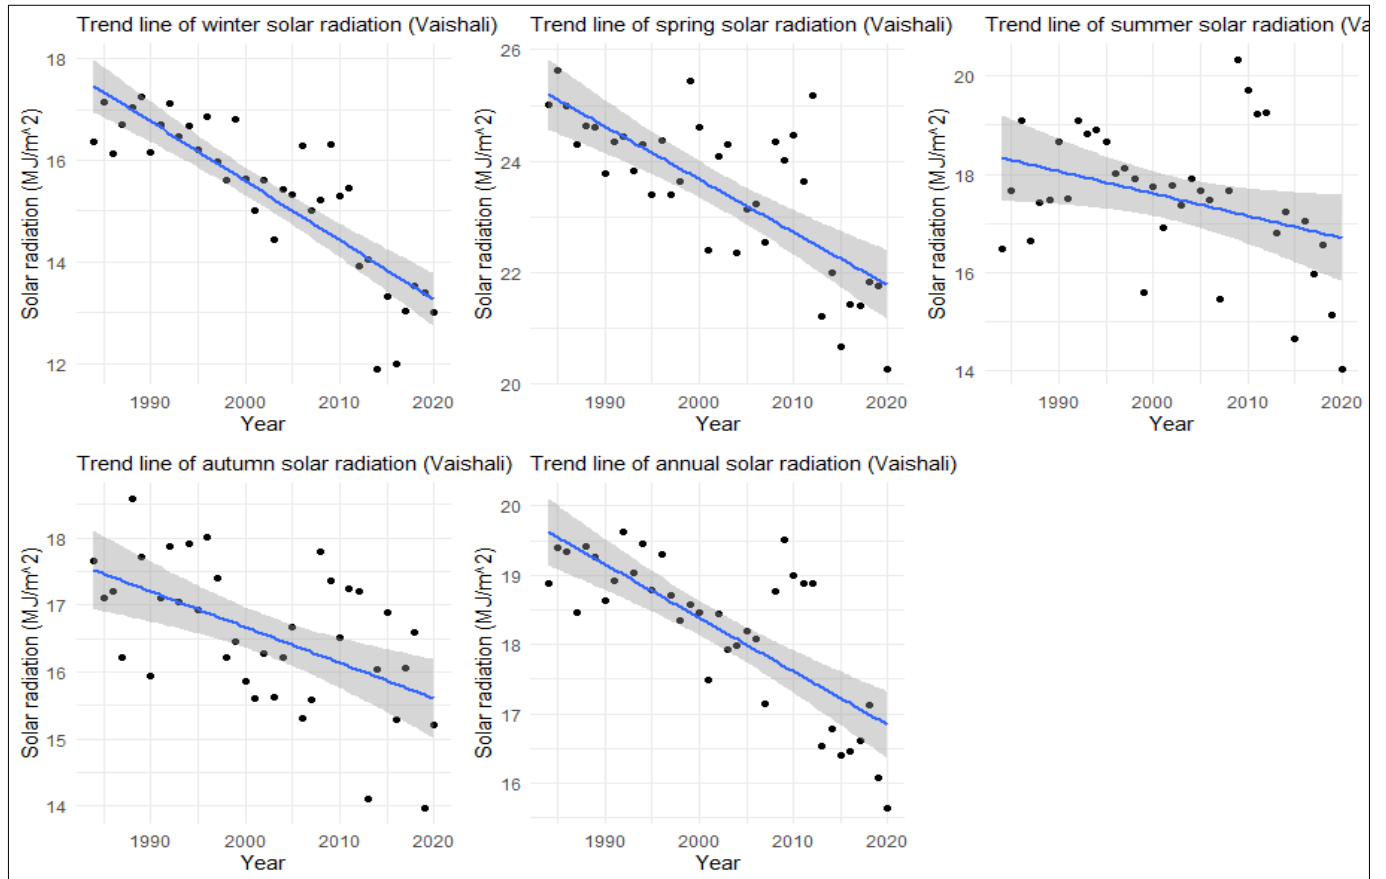 Trend line of winter solar radiation (Vaishali)
Solar radiation (MJ/m^2)
18
16
14
12
1990 2000 2010 2020
Year
Trend line of spring solar radiation (Vaishali)
Solar radiation (MJ/m^2)
26
24
22
20
1990 2000 2010 2020
Year
Trend line of summer solar radiation (Va
Solar radiation (MJ/m^2)
20
18
16
14
1990 2000 2010 2020
Year
Trend line of autumn solar radiation (Vaishali)
Solar radiation (MJ/m^2)
18
17
16
15
14
1990 2000 2010 2020
Year
Trend line of annual solar radiation (Vaishali)
Solar radiation (MJ/m^2)
20
19
18
17
16
1990 2000 2010 2020
Year